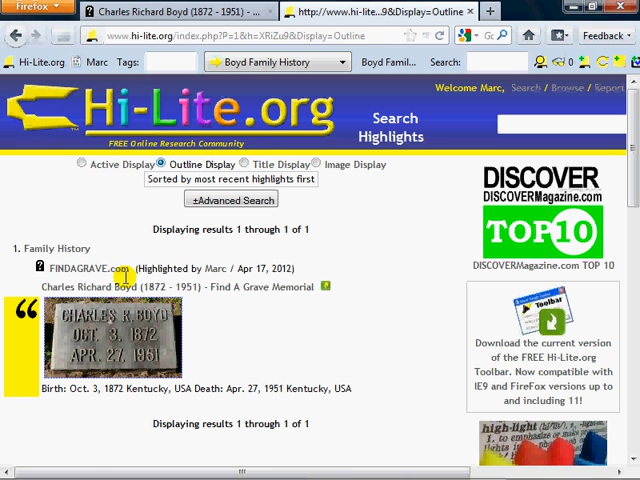 Firefox
Charles Richard Boyd (1872 - 1951) - ...
http://www.hi-lite...9&Display=Outline
www.hi-lite.org/index.php?P=1&h=XRiZu9&Display=Outline
Feedback
Hi-Lite.org
Marc
Tags:
Boyd Family History
Boyd Famil...
Search:
0
Hi-Lite.org
FREE Online Research Community
Search
Highlights
Welcome Marc, Search / Browse / Report
Active Display
Outline Display
Title Display
Image Display
Sorted by most recent highlights first
±Advanced Search
Displaying results 1 through 1 of 1
1. Family History
FINDAGRAVE.com (Highlighted by Marc / Apr 17, 2012)
Charles Richard Boyd (1872 - 1951) - Find A Grave Memorial
CHARLES R. BOYD
OCT. 3, 1872
APR. 27, 1951
Birth: Oct. 3, 1872 Kentucky, USA Death: Apr. 27, 1951 Kentucky, USA
Displaying results 1 through 1 of 1
DISCOVER
DISCOVERMagazine.com
TOP 10
DISCOVERMagazine.com TOP 10
Toolbar
Download the current version
of the FREE Hi-Lite.org
Toolbar. Now compatible with
IE9 and FireFox versions up to
and including 11!
high-light